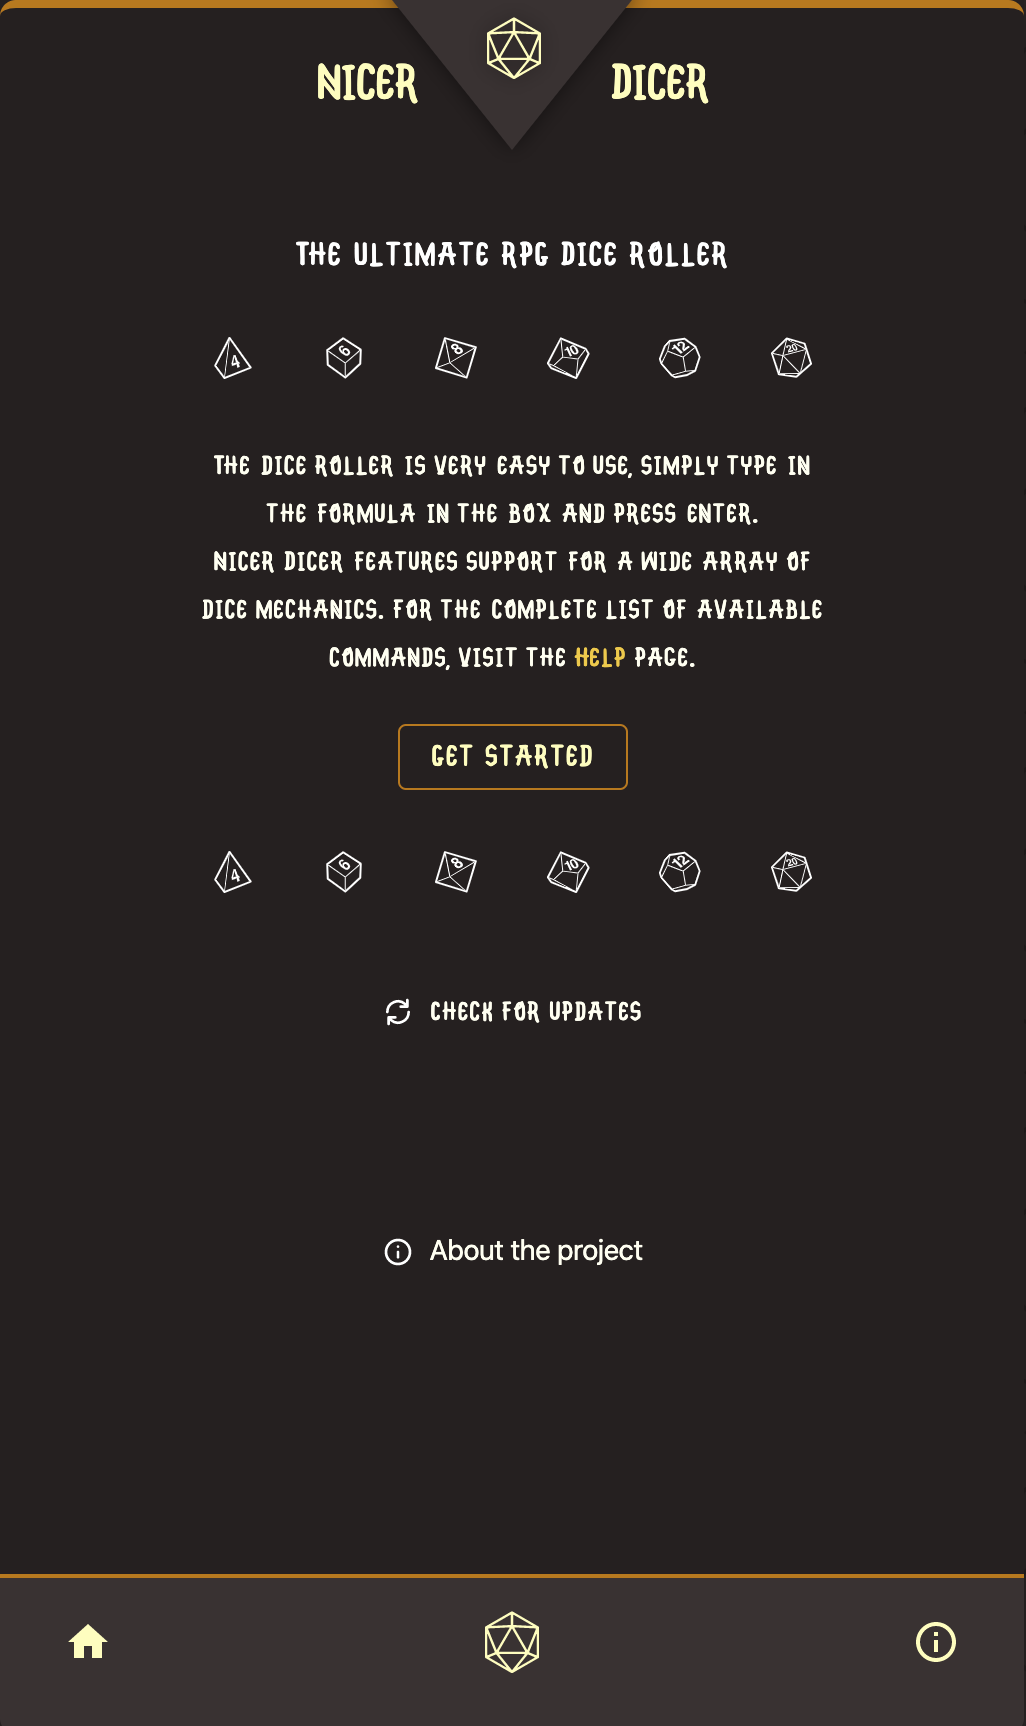 NICER DICER
THE ULTIMATE RPG DICE ROLLER
4 6 8 10 12 20
THE DICE ROLLER IS VERY EASY TO USE, SIMPLY TYPE IN
THE FORMULA IN THE BOX AND PRESS ENTER.
NICER DICER FEATURES SUPPORT FOR A WIDE ARRAY OF
DICE MECHANICS. FOR THE COMPLETE LIST OF AVAILABLE
COMMANDS, VISIT THE HELP PAGE.
GET STARTED
4 6 8 10 12 20
CHECK FOR UPDATES
About the project